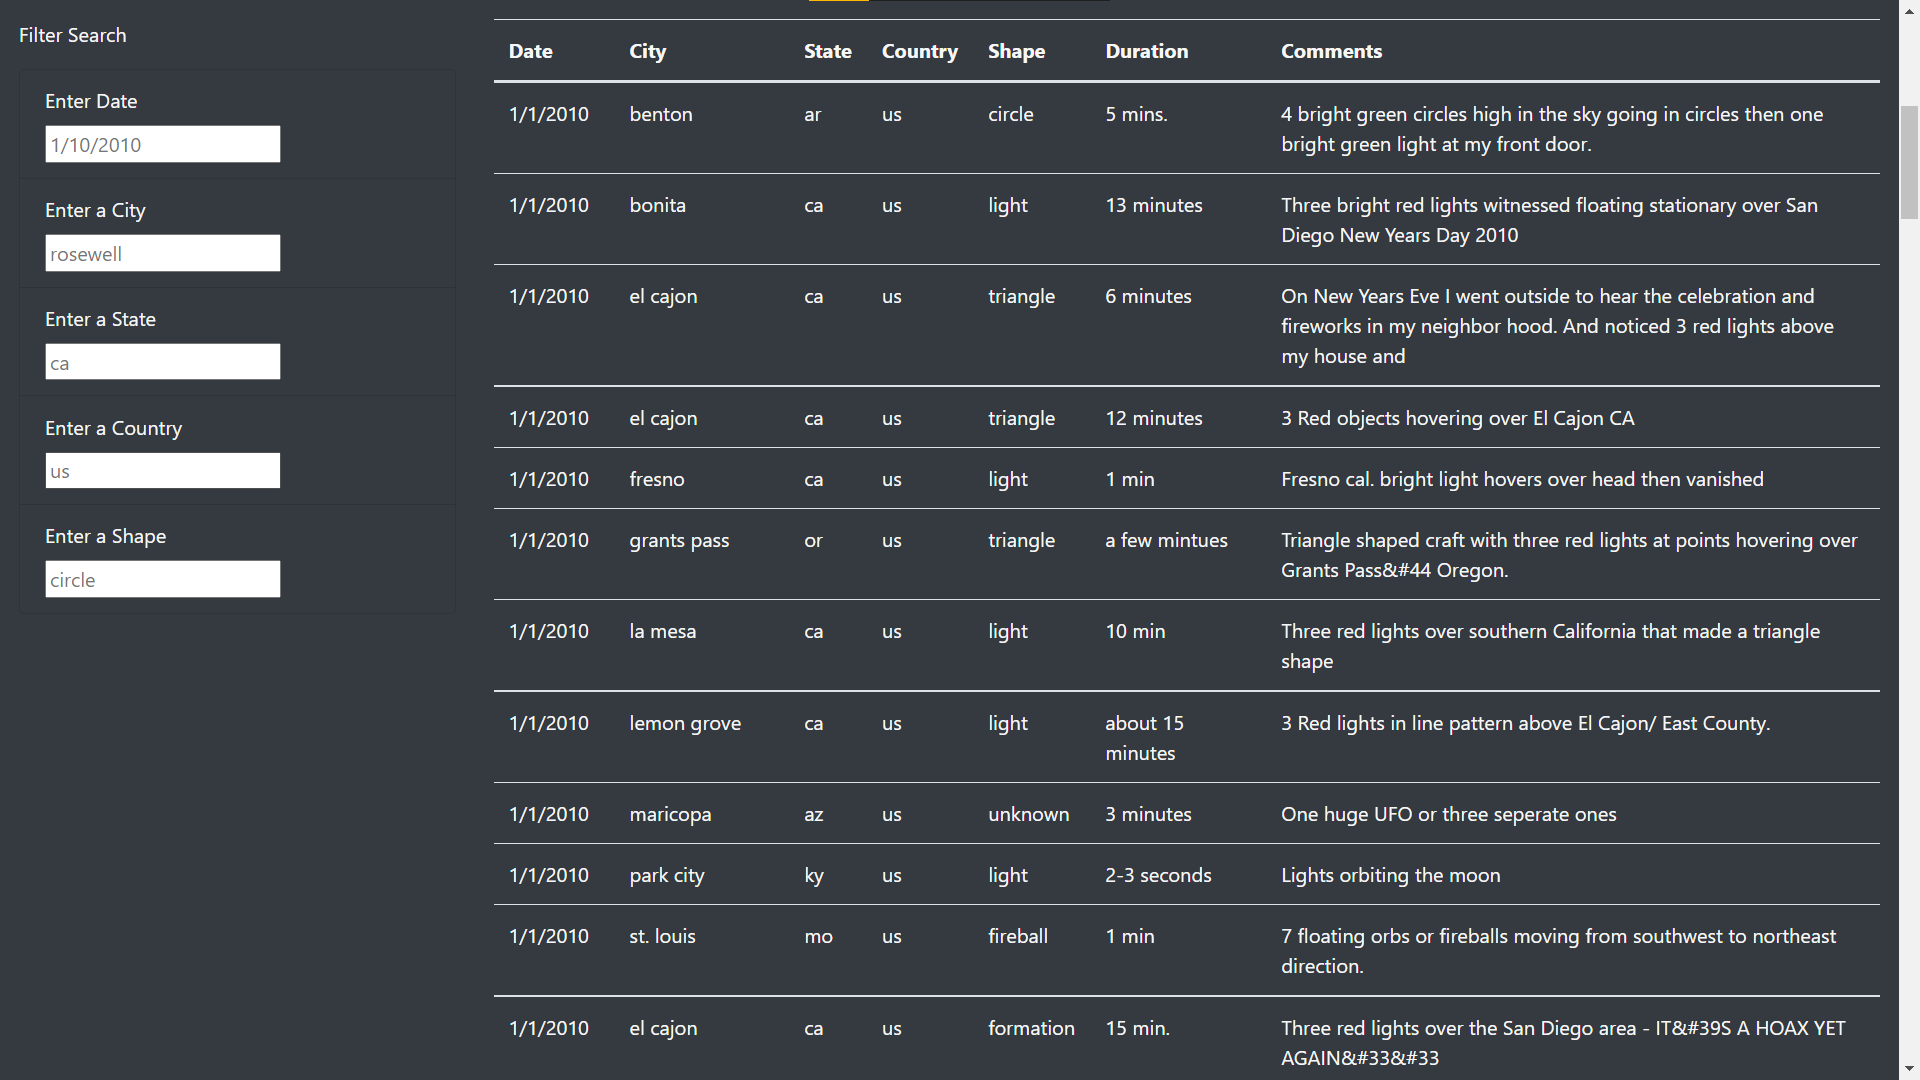 Filter Search
Enter Date
1/10/2010
Enter a City
rosewell
Enter a State
ca
Enter a Country
us
Enter a Shape
circle
Date City State Country Shape Duration Comments
1/1/2010 benton ar us circle 5 mins. 4 bright green circles high in the sky going in circles then one
bright green light at my front door.
1/1/2010 bonita ca us light 13 minutes Three bright red lights witnessed floating stationary over San
Diego New Years Day 2010
1/1/2010 el cajon ca us triangle 6 minutes On New Years Eve I went outside to hear the celebration and
fireworks in my neighbor hood. And noticed 3 red lights above
my house and
1/1/2010 el cajon ca us triangle 12 minutes 3 Red objects hovering over El Cajon CA
1/1/2010 fresno ca us light 1 min Fresno cal. bright light hovers over head then vanished
1/1/2010 grants pass or us triangle a few mintues Triangle shaped craft with three red lights at points hovering over
Grants Pass&#44 Oregon.
1/1/2010 la mesa ca us light 10 min Three red lights over southern California that made a triangle
shape
1/1/2010 lemon grove ca us light about 15 3 Red lights in line pattern above El Cajon/ East County.
minutes
1/1/2010 maricopa az us unknown 3 minutes One huge UFO or three seperate ones
1/1/2010 park city ky us light 2-3 seconds Lights orbiting the moon
1/1/2010 st. louis mo us fireball 1 min 7 floating orbs or fireballs moving from southwest to northeast
direction.
1/1/2010 el cajon ca us formation 15 min. Three red lights over the San Diego area - IT&#39S A HOAX YET
AGAIN&#33&#33